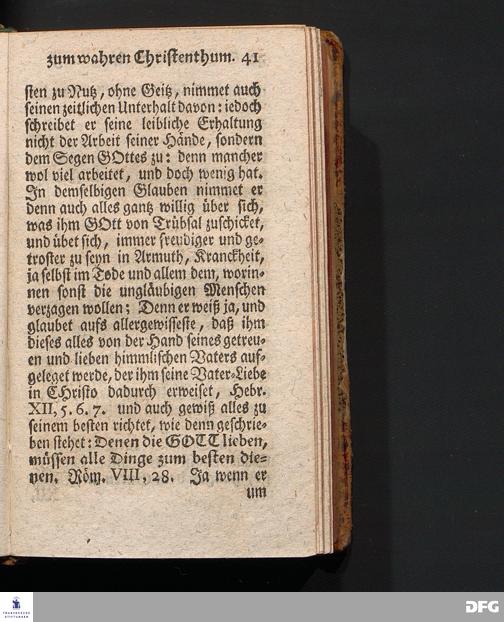 zum wahren Christenthum. 41
sten zu Nutz, ohne Geitz, nimmet auch
seinen zeitlichen Unterhalt davon: iedoch
schreibet er seine leibliche Erhaltung
nicht der Arbeit seiner Hände, sondern
dem Segen GOttes zu: denn mancher
wol viel arbeitet, und doch wenig hat.
In demselbigen Glauben nimmet er
denn auch alles gantz willig über sich,
was ihm GOtt von Trübsal zuschicket,
und übet sich, immer freudiger und ge-
troster zu seyn in Armuth, Kranckheit,
ja selbst im Tode und allem dem, worin-
nen sonst die ungläubigen Menschen
verzagen wollen; Denn er weiß ja, und
glaubet aufs allergewisseste, daß ihm
dieses alles von der Hand seines getreu-
en und lieben himmlischen Vaters auf-
geleget werde, der ihm seine Vater-Liebe
in CHristo dadurch erweiset, Hebr.
XII, 5. 6. 7. und auch gewiß alles zu
seinem besten richtet, wie denn geschrie-
ben stehet: Denen die GOTT lieben,
müssen alle Dinge zum besten die-
nen. Röm. VIII, 28. Ja wenn er
um
FRANCKESCHE
STIFTUNGEN
DFG